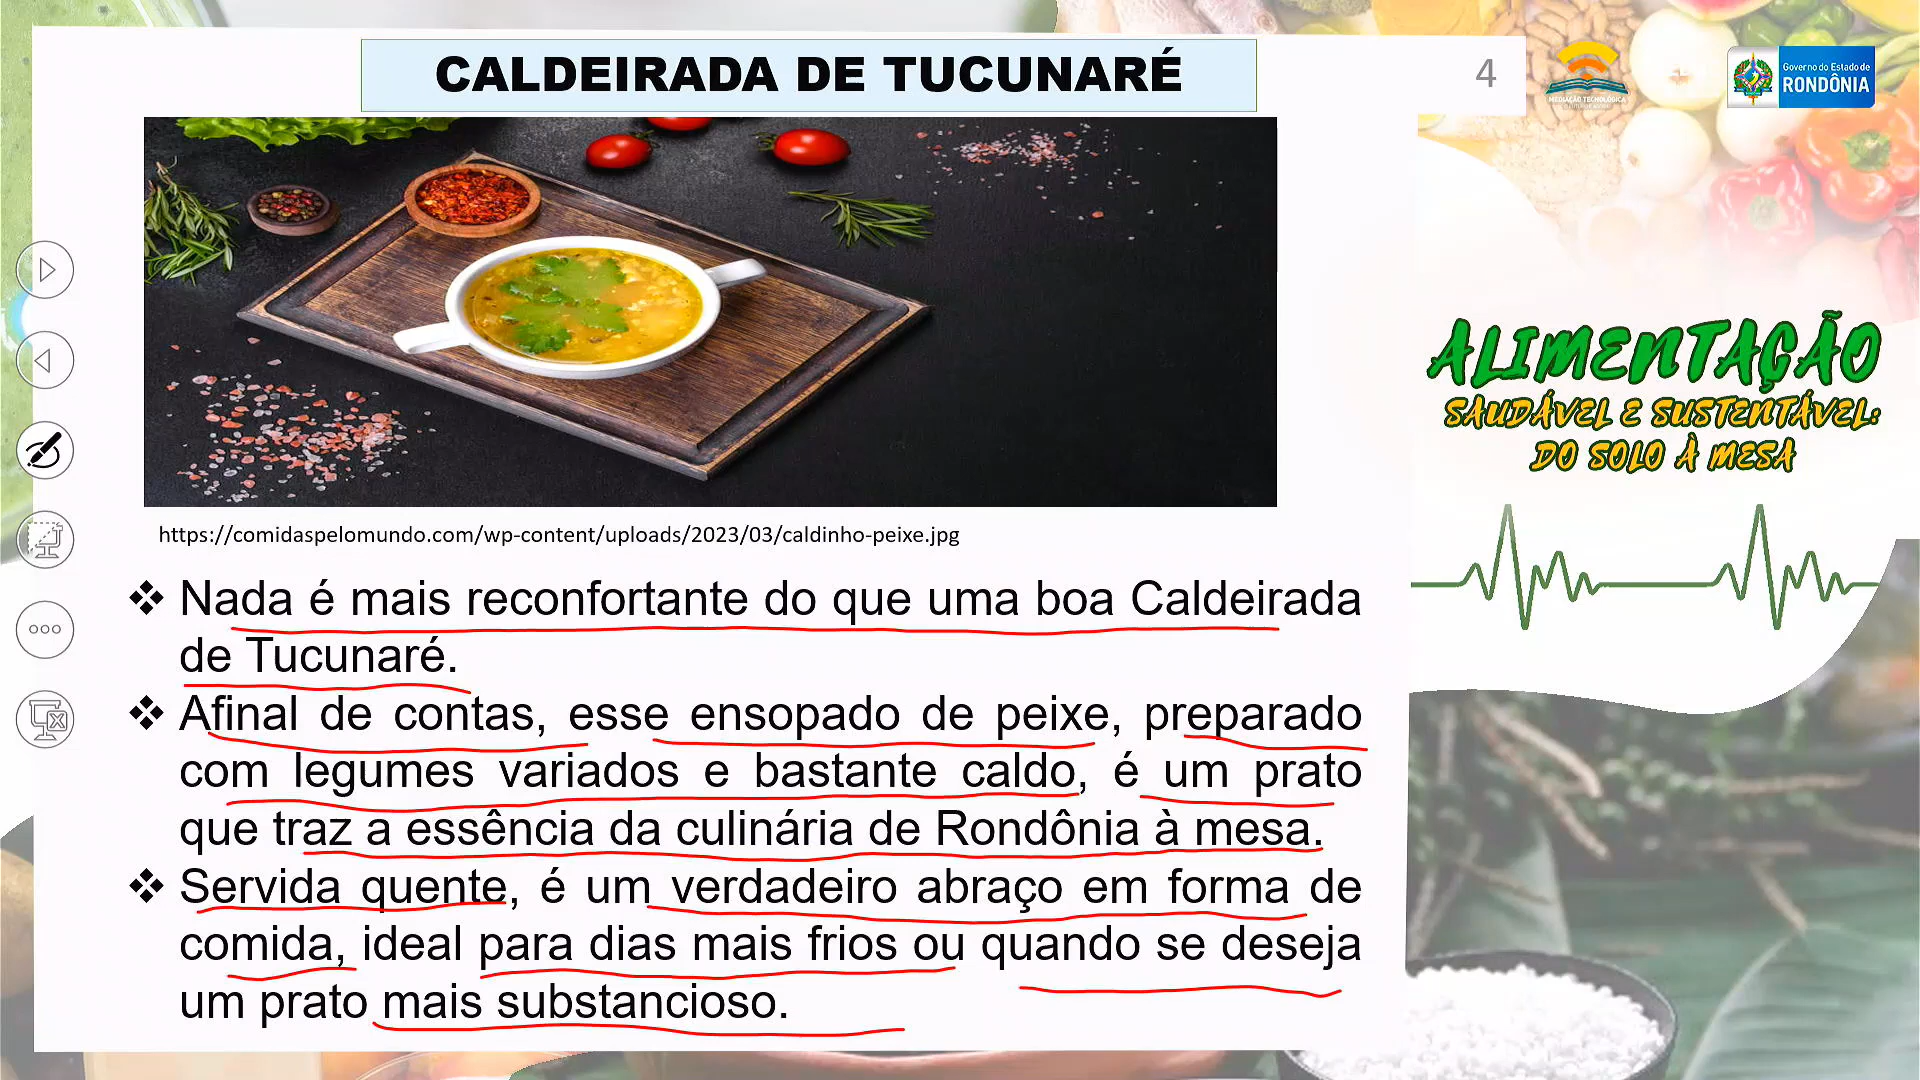 CALDEIRADA DE TUCUNARÉ
4
MEDIAÇÃO TECNOLÓGICA
Governo do Estado de
RONDÔNIA
ALIMENTAÇÃO
SAUDÁVEL E SUSTENTÁVEL:
DO SOLO À MESA
https://comidaspelomundo.com/wp-content/uploads/2023/03/caldinho-peixe.jpg
❖ Nada é mais reconfortante do que uma boa Caldeirada
de Tucunaré.
❖ Afinal de contas, esse ensopado de peixe, preparado
com legumes variados e bastante caldo, é um prato
que traz a essência da culinária de Rondônia à mesa.
❖ Servida quente, é um verdadeiro abraço em forma de
comida, ideal para dias mais frios ou quando se deseja
um prato mais substancioso.